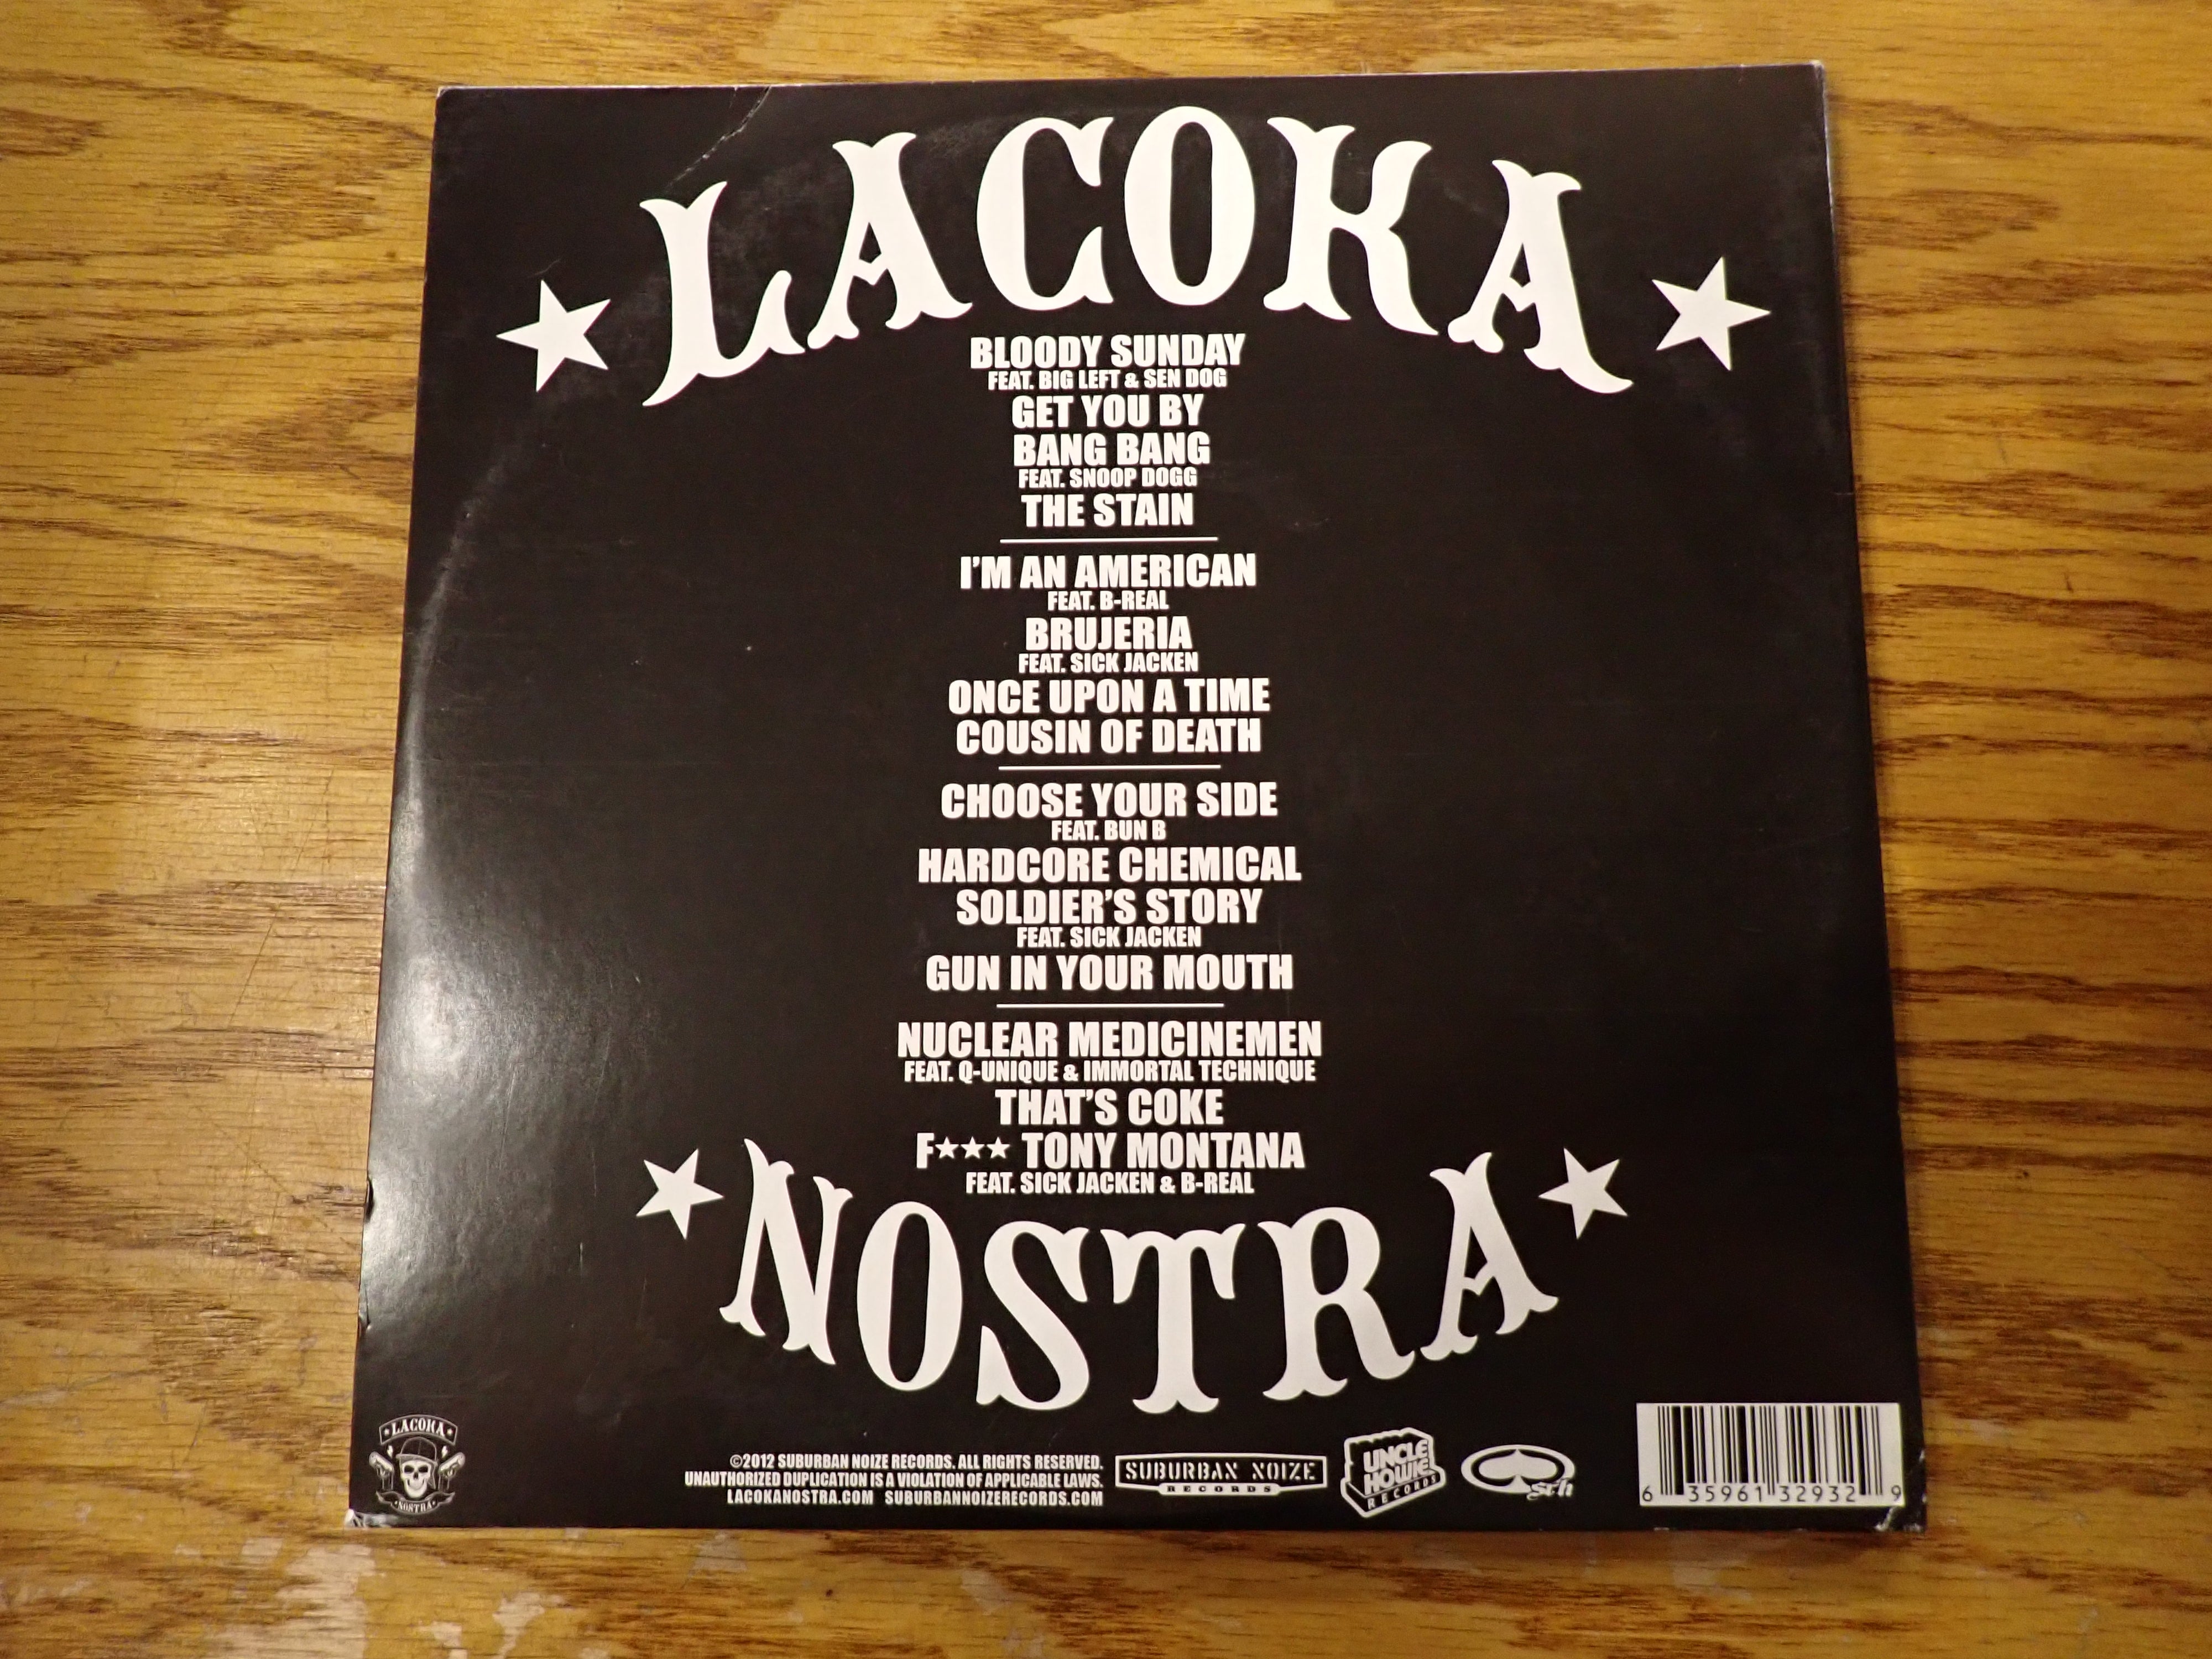 LACOKA
BLOODY SUNDAY
FEAT. BIG LEFT & SEN DOG
GET YOU BY
BANG BANG
FEAT. SNOOP DOGG
THE STAIN
I'M AN AMERICAN
FEAT. B-REAL
BRUJERIA
FEAT. SICK JACKEN
ONCE UPON A TIME
COUSIN OF DEATH
CHOOSE YOUR SIDE
FEAT. BUN B
HARDCORE CHEMICAL
SOLDIER'S STORY
FEAT. SICK JACKEN
GUN IN YOUR MOUTH
NUCLEAR MEDICINEMEN
FEAT. Q-UNIQUE & IMMORTAL TECHNIQUE
THAT'S COKE
F★★★ TONY MONTANA
FEAT. SICK JACKEN & B-REAL
NOSTRA
LACOKA
NOSTRA
©2012 SUBURBAN NOIZE RECORDS. ALL RIGHTS RESERVED.
UNAUTHORIZED DUPLICATION IS A VIOLATION OF APPLICABLE LAWS.
LACOKANOSTRA.COM SUBURBANNOIZERECORDS.COM
SUBURBAN NOIZE
RECORDS
UNCLE
HOWIE
RECORDS
srh
6 35961 32932 9